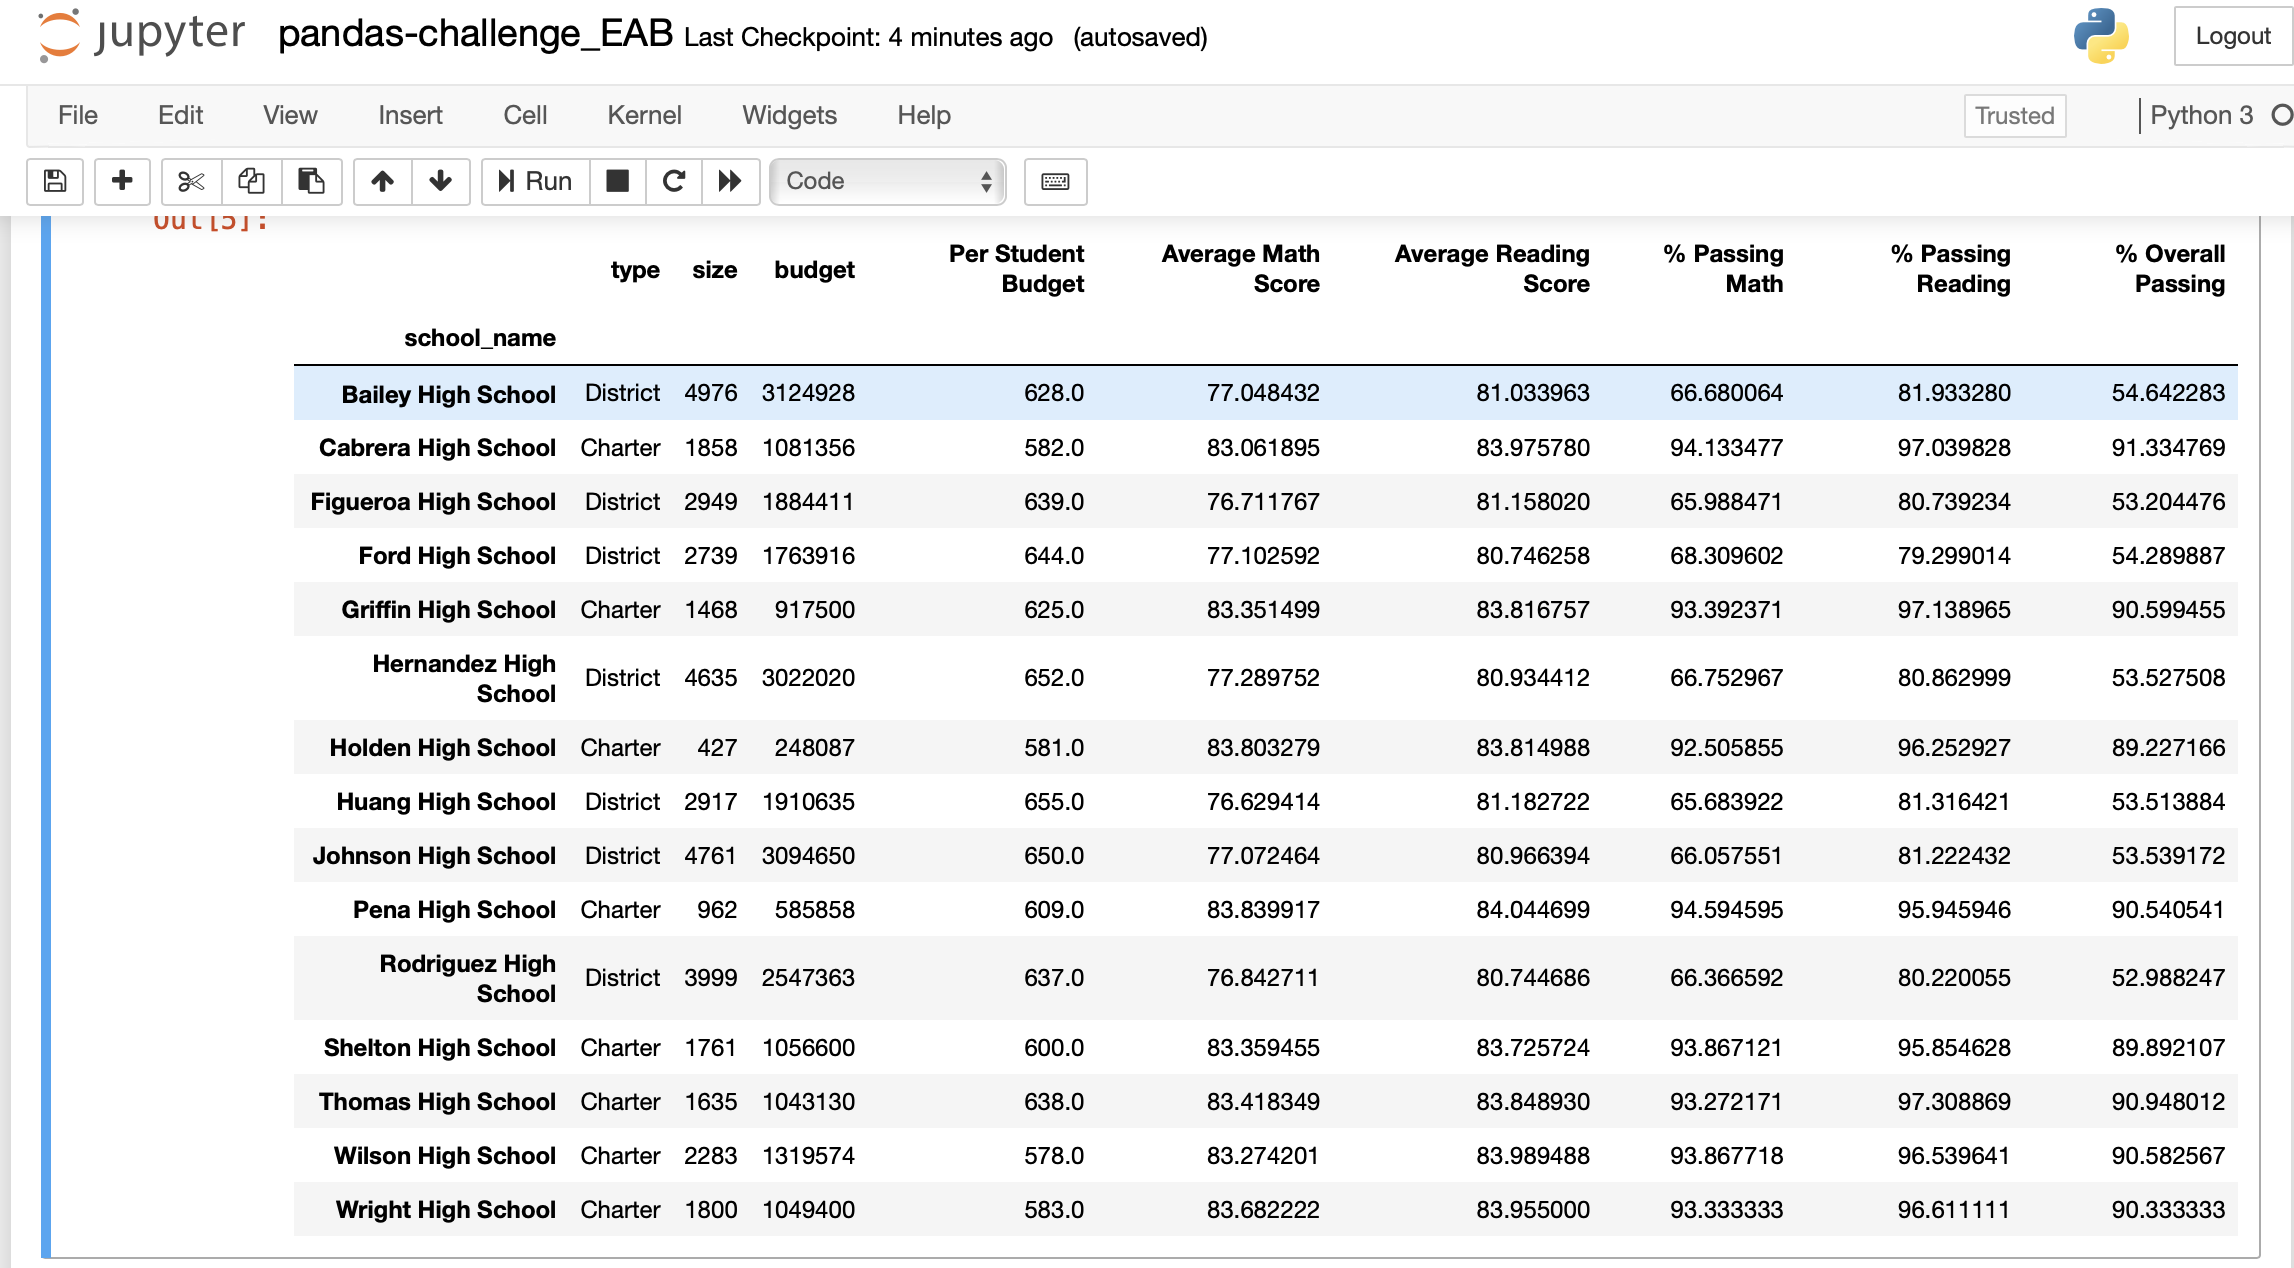 jupyter pandas-challenge_EAB Last Checkpoint: 4 minutes ago (autosaved) Logout
File Edit View Insert Cell Kernel Widgets Help Trusted Python 3
Run Code
Out[5]:
type size budget Per Student Budget Average Math Score Average Reading Score % Passing Math % Passing Reading % Overall Passing
school_name
Bailey High School District 4976 3124928 628.0 77.048432 81.033963 66.680064 81.933280 54.642283
Cabrera High School Charter 1858 1081356 582.0 83.061895 83.975780 94.133477 97.039828 91.334769
Figueroa High School District 2949 1884411 639.0 76.711767 81.158020 65.988471 80.739234 53.204476
Ford High School District 2739 1763916 644.0 77.102592 80.746258 68.309602 79.299014 54.289887
Griffin High School Charter 1468 917500 625.0 83.351499 83.816757 93.392371 97.138965 90.599455
Hernandez High School District 4635 3022020 652.0 77.289752 80.934412 66.752967 80.862999 53.527508
Holden High School Charter 427 248087 581.0 83.803279 83.814988 92.505855 96.252927 89.227166
Huang High School District 2917 1910635 655.0 76.629414 81.182722 65.683922 81.316421 53.513884
Johnson High School District 4761 3094650 650.0 77.072464 80.966394 66.057551 81.222432 53.539172
Pena High School Charter 962 585858 609.0 83.839917 84.044699 94.594595 95.945946 90.540541
Rodriguez High School District 3999 2547363 637.0 76.842711 80.744686 66.366592 80.220055 52.988247
Shelton High School Charter 1761 1056600 600.0 83.359455 83.725724 93.867121 95.854628 89.892107
Thomas High School Charter 1635 1043130 638.0 83.418349 83.848930 93.272171 97.308869 90.948012
Wilson High School Charter 2283 1319574 578.0 83.274201 83.989488 93.867718 96.539641 90.582567
Wright High School Charter 1800 1049400 583.0 83.682222 83.955000 93.333333 96.611111 90.333333